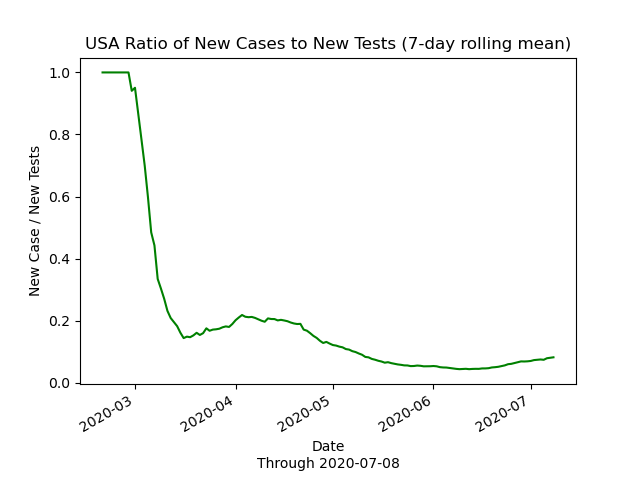 USA Ratio of New Cases to New Tests (7-day rolling mean)
1.0
0.8
0.6
0.4
0.2
0.0
New Case / New Tests
2020-03
2020-04
2020-05
2020-06
2020-07
Date
Through 2020-07-08